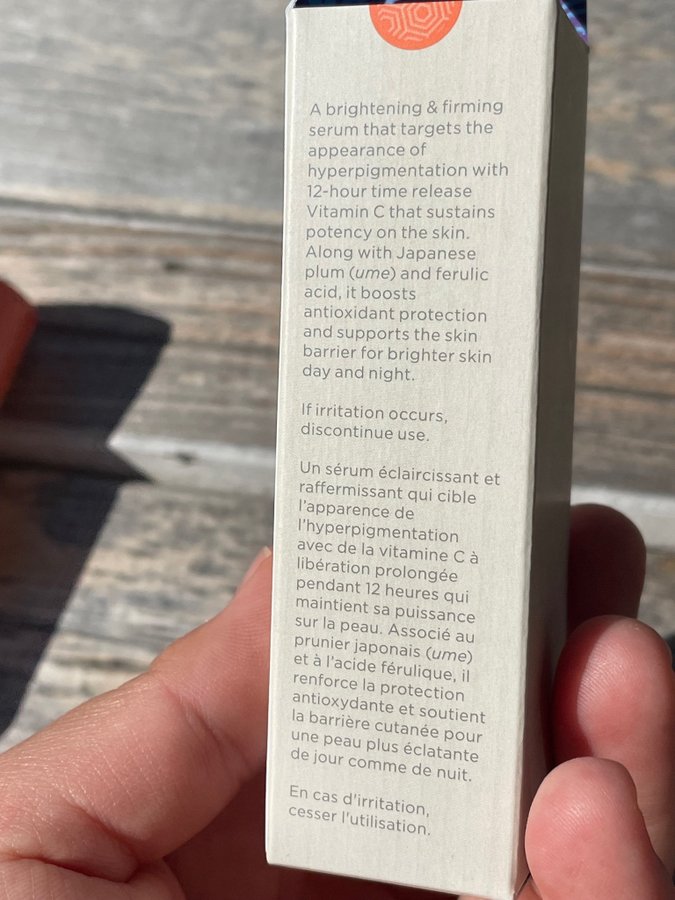 A brightening & firming
serum that targets the
appearance of
hyperpigmentation with
12-hour time release
Vitamin C that sustains
potency on the skin.
Along with Japanese
plum (ume) and ferulic
acid, it boosts
antioxidant protection
and supports the skin
barrier for brighter skin
day and night.
If irritation occurs,
discontinue use.
Un sérum éclaircissant et
raffermissant qui cible
l'apparence de
l'hyperpigmentation
avec de la vitamine C à
libération prolongée
pendant 12 heures qui
maintient sa puissance
sur la peau. Associé au
prunier japonais (ume)
et à l'acide férulique, il
renforce la protection
antioxydante et soutient
la barrière cutanée pour
une peau plus éclatante
de jour comme de nuit.
En cas d'irritation,
cesser l'utilisation.